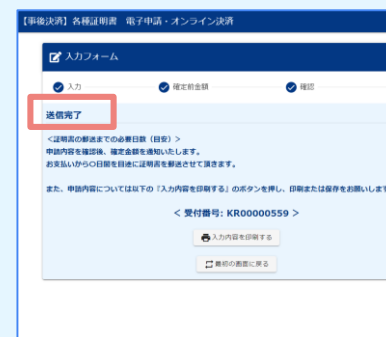 【事後決済】各種証明書 電子申請・オンライン決済
入力フォーム
入力 確定前金額 確認
送信完了
<証明書の郵送までの必要日数（目安）>
申請内容を確認後、確定金額を通知いたします。
お支払いから〇日間を目途に証明書を郵送させて頂きます。
また、申請内容については以下の「入力内容を印刷する」のボタンを押し、印刷または保存をお願いします
< 受付番号: KR00000559 >
入力内容を印刷する
最初の画面に戻る